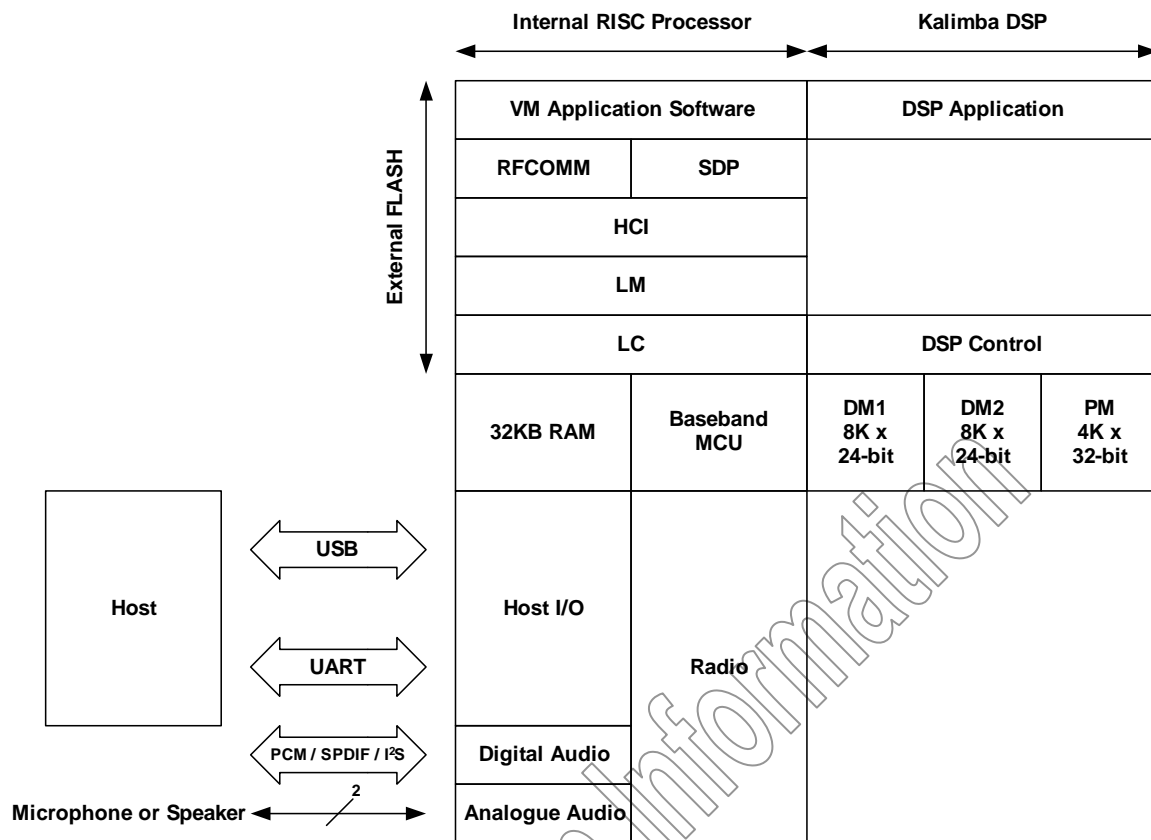 Internal RISC Processor
Kalimba DSP
External FLASH
VM Application Software
DSP Application
RFCOMM
SDP
HCI
LM
LC
DSP Control
32KB RAM
Baseband
MCU
DM1
8K x
24-bit
DM2
8K x
24-bit
PM
4K x
32-bit
Host
USB
UART
PCM / SPDIF / I²S
Microphone or Speaker
2
Host I/O
Radio
Digital Audio
Analogue Audio
Information